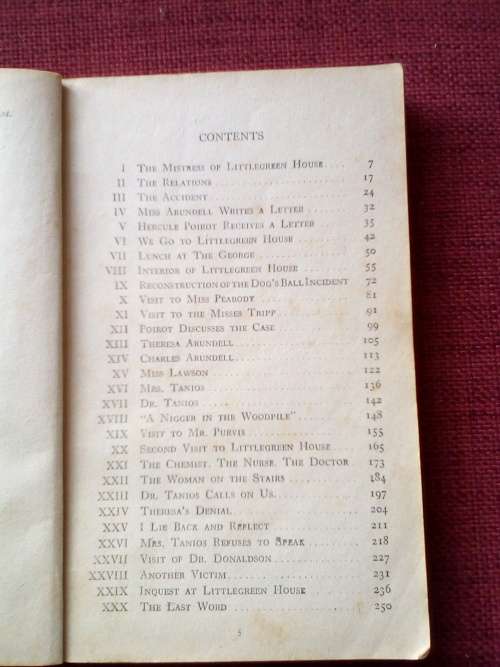 CONTENTS
I The Mistress of Littlegreen House ... 7
II The Relations ... 17
III The Accident ... 24
IV Miss Arundell Writes a Letter ... 32
V Hercule Poirot Receives a Letter ... 35
VI We Go to Littlegreen House ... 42
VII Lunch at The George ... 50
VIII Interior of Littlegreen House ... 55
IX Reconstruction of the Dog's Ball Incident 72
X Visit to Miss Peabody ... 81
XI Visit to the Misses Tripp ... 91
XII Poirot Discusses the Case ... 99
XIII Theresa Arundell ... 105
XIV Charles Arundell ... 113
XV Miss Lawson ... 122
XVI Mrs. Tanios ... 136
XVII Dr. Tanios ... 142
XVIII "A Nigger in the Woodpile" ... 148
XIX Visit to Mr. Purvis ... 155
XX Second Visit to Littlegreen House ... 165
XXI The Chemist. The Nurse. The Doctor 173
XXII The Woman on the Stairs ... 184
XXIII Dr. Tanios Calls on Us ... 197
XXIV Theresa's Denial ... 204
XXV I Lie Back and Reflect ... 211
XXVI Mrs. Tanios Refuses to Speak ... 218
XXVII Visit of Dr. Donaldson ... 227
XXVIII Another Victim ... 231
XXIX Inquest at Littlegreen House ... 236
XXX The Last Word ... 250
5